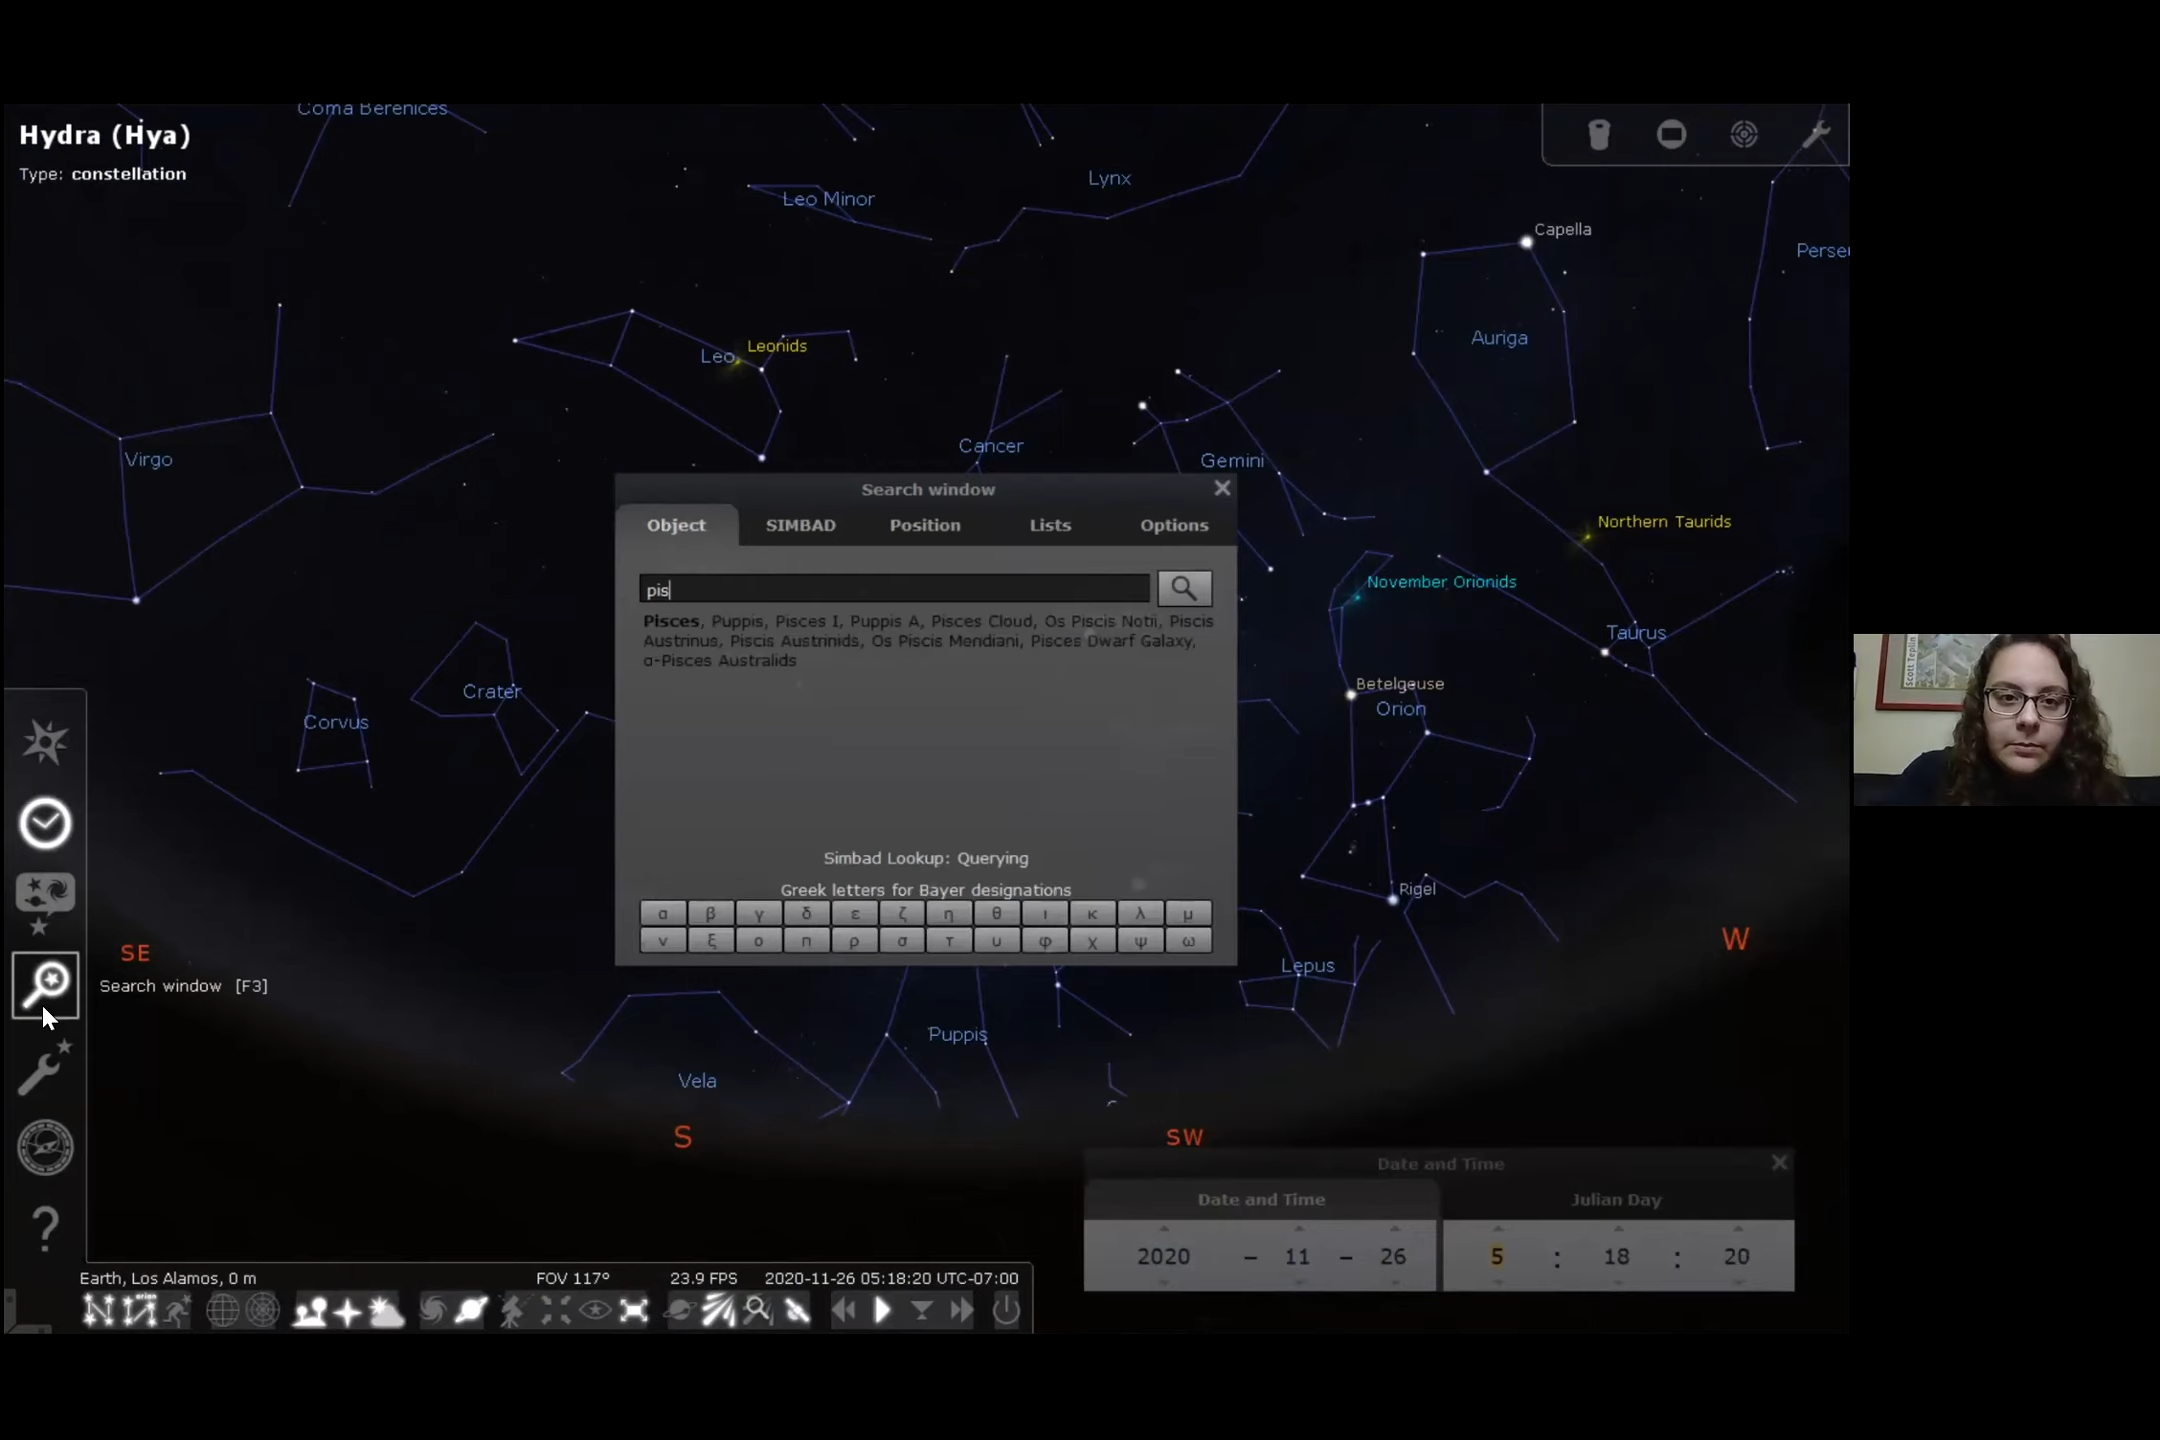 Coma Berenices
Hydra (Hya)
Type: constellation
Lynx
Leo Minor
Capella
Perse
Auriga
Leonids
Leo
Cancer
Gemini
Virgo
Search window
Object
SIMBAD
Position
Lists
Options
Northern Taurids
pis
November Orionids
Pisces, Puppis, Pisces I, Puppis A, Pisces Cloud, Os Piscis Notii, Piscis
Austrinus, Piscis Austrinids, Os Piscis Meridiani, Pisces Dwarf Galaxy,
α-Pisces Australids
Taurus
Scott Teplin
Betelgeuse
Orion
Crater
Corvus
Simbad Lookup: Querying
Greek letters for Bayer designations
Rigel
α β γ δ ε ζ η θ ι κ λ μ
ν ξ ο π ρ σ τ υ φ χ ψ ω
SE
W
Lepus
Search window [F3]
Puppis
Vela
S
SW
Date and Time
Date and Time
Julian Day
2020 - 11 - 26
5 : 18 : 20
Earth, Los Alamos, 0 m
FOV 117°
23.9 FPS
2020-11-26 05:18:20 UTC-07:00